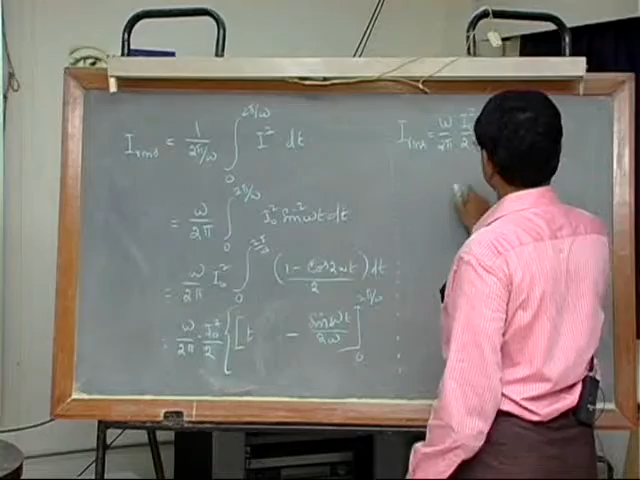 I_rms = 1/(2π/ω) ∫₀^{2π/ω} I² dt
= ω/2π ∫₀^{2π/ω} I₀² Sin²ωt dt
= ω/2π I₀² ∫₀^{2π/ω} (1 - Cos2ωt)/2 dt
= ω/2π · I₀²/2 {[t - Sin2ωt/2ω]₀^{2π/ω}
I_rms = ω/2π · I²/2